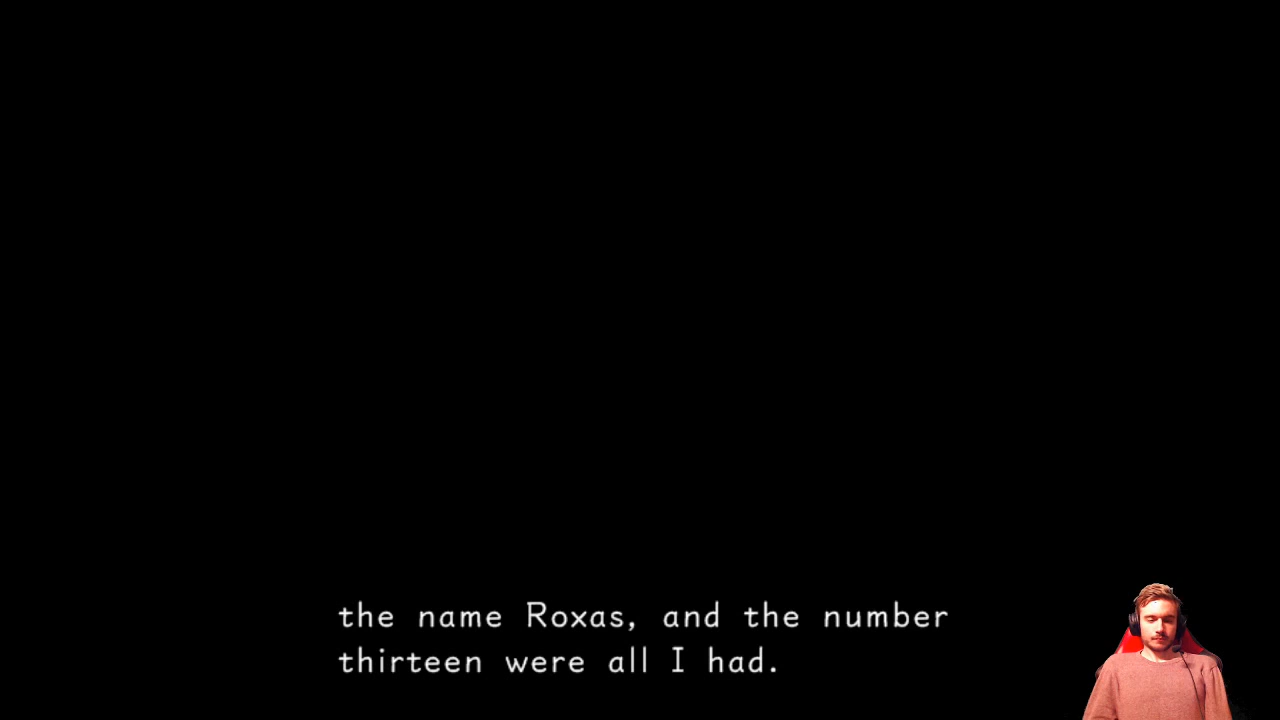 the name Roxas, and the number
thirteen were all I had.